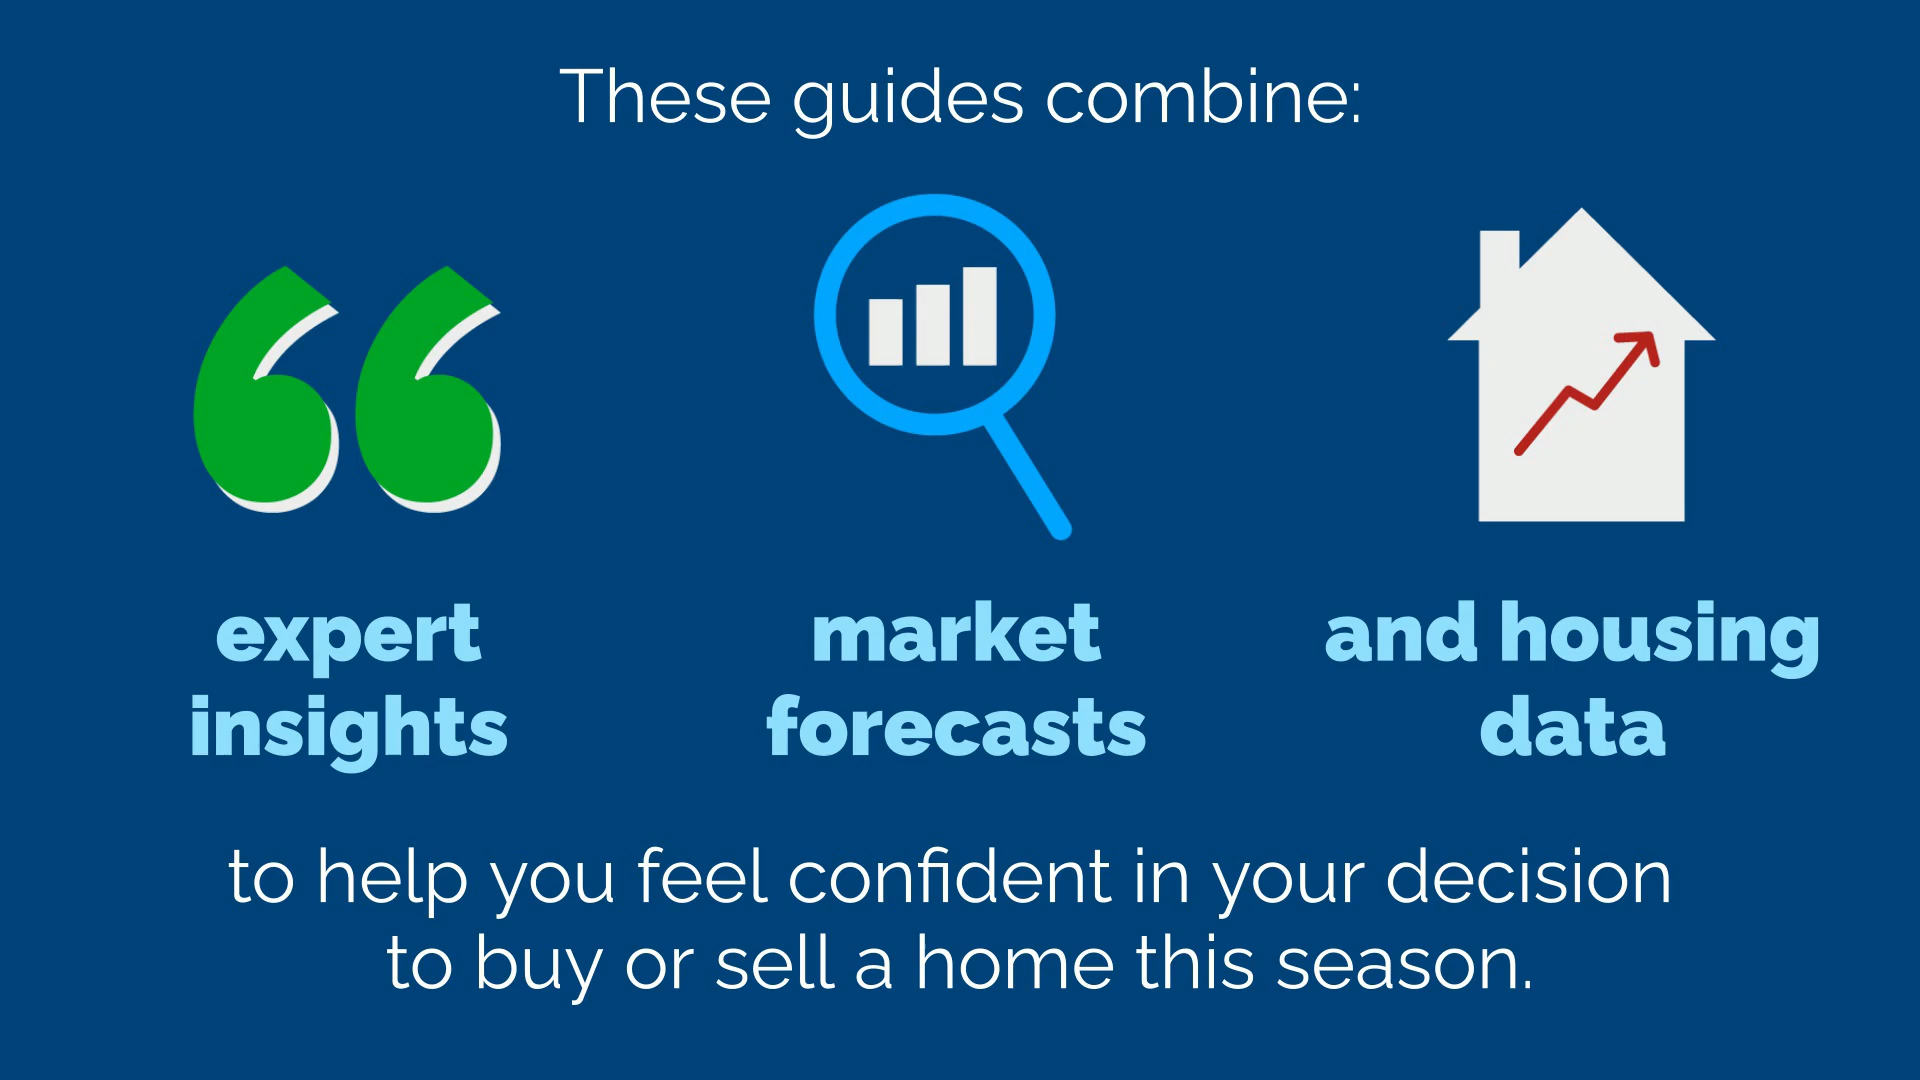 These guides combine:
expert
insights
market
forecasts
and housing
data
to help you feel confident in your decision
to buy or sell a home this season.